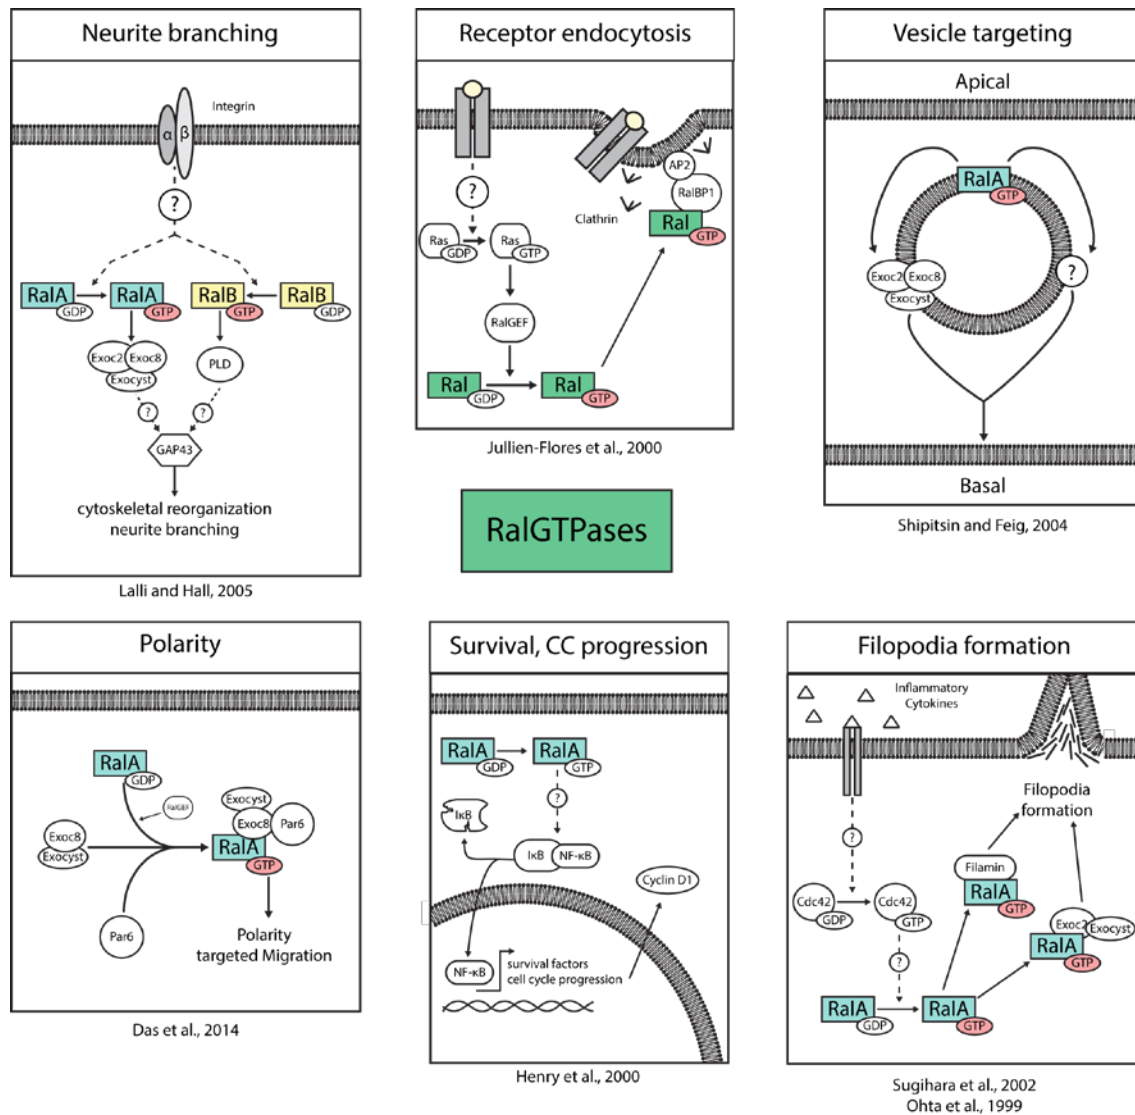 Neurite branching
Integrin
α β
?
RalA GDP
RalA GTP
RalB GTP
RalB GDP
Exoc2 Exoc8
Exocyst
PLD
?
?
GAP43
cytoskeletal reorganization
neurite branching
Lalli and Hall, 2005
Receptor endocytosis
?
AP2
RalBP1
Clathrin
Ral
GTP
Ras GDP
Ras GTP
RalGEF
Ral GDP
Ral GTP
Jullien-Flores et al., 2000
Vesicle targeting
Apical
RalA
GTP
Exoc2 Exoc8
Exocyst
?
Basal
Shipitsin and Feig, 2004
RalGTPases
Polarity
RalA
GDP
RalGEF
Exoc8
Exocyst
Exocyst
Exoc8 Par6
RalA
GTP
Par6
Polarity
targeted Migration
Das et al., 2014
Survival, CC progression
RalA GDP
RalA GTP
?
IκB
IκB NF-κB
Cyclin D1
NF-κB
survival factors
cell cycle progression
Henry et al., 2000
Filopodia formation
Inflammatory
Cytokines
Filopodia
formation
?
Filamin
RalA
GTP
Cdc42 GDP
Cdc42 GTP
Exoc2 Exocyst
RalA
GTP
?
RalA GDP
RalA GTP
Sugihara et al., 2002
Ohta et al., 1999